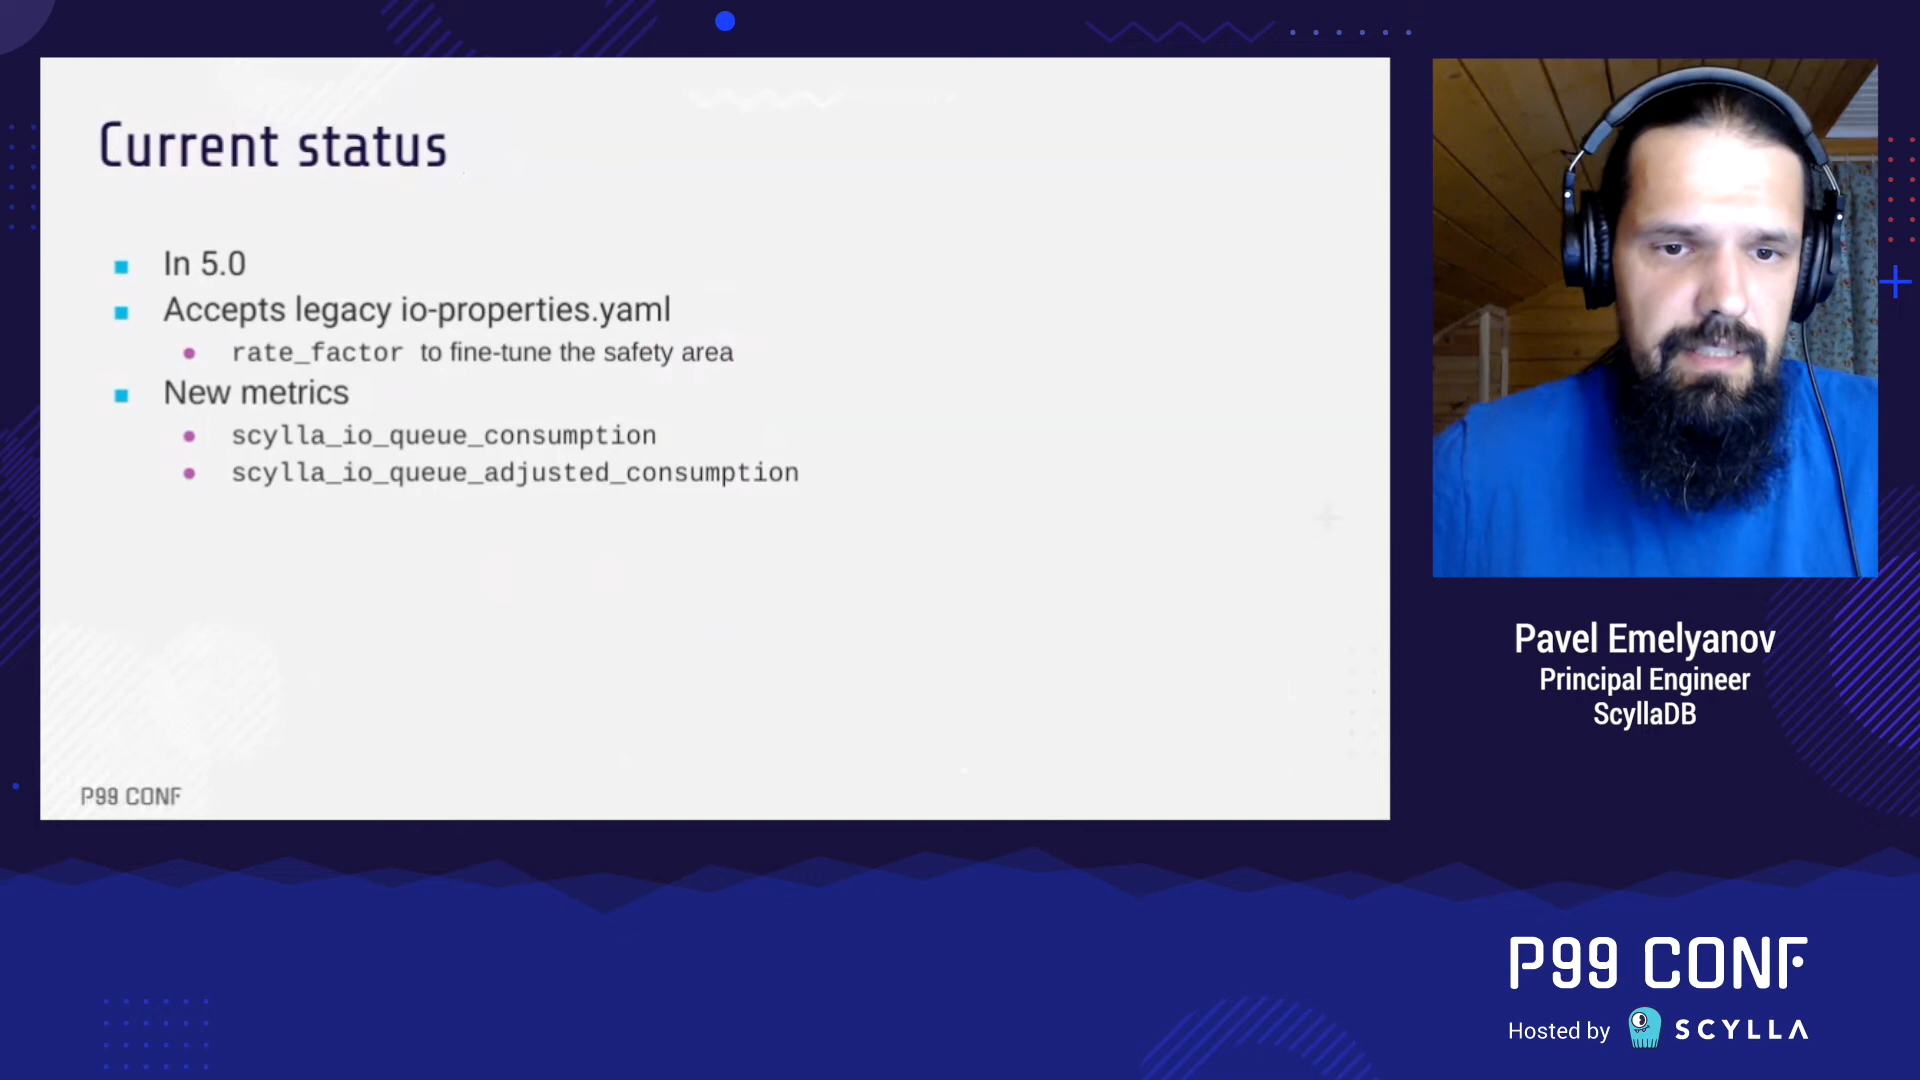 Current status
In 5.0
Accepts legacy io-properties.yaml
rate_factor to fine-tune the safety area
New metrics
scylla_io_queue_consumption
scylla_io_queue_adjusted_consumption
P99 CONF
Pavel Emelyanov
Principal Engineer
ScyllaDB
P99 CONF
Hosted by SCYLLA